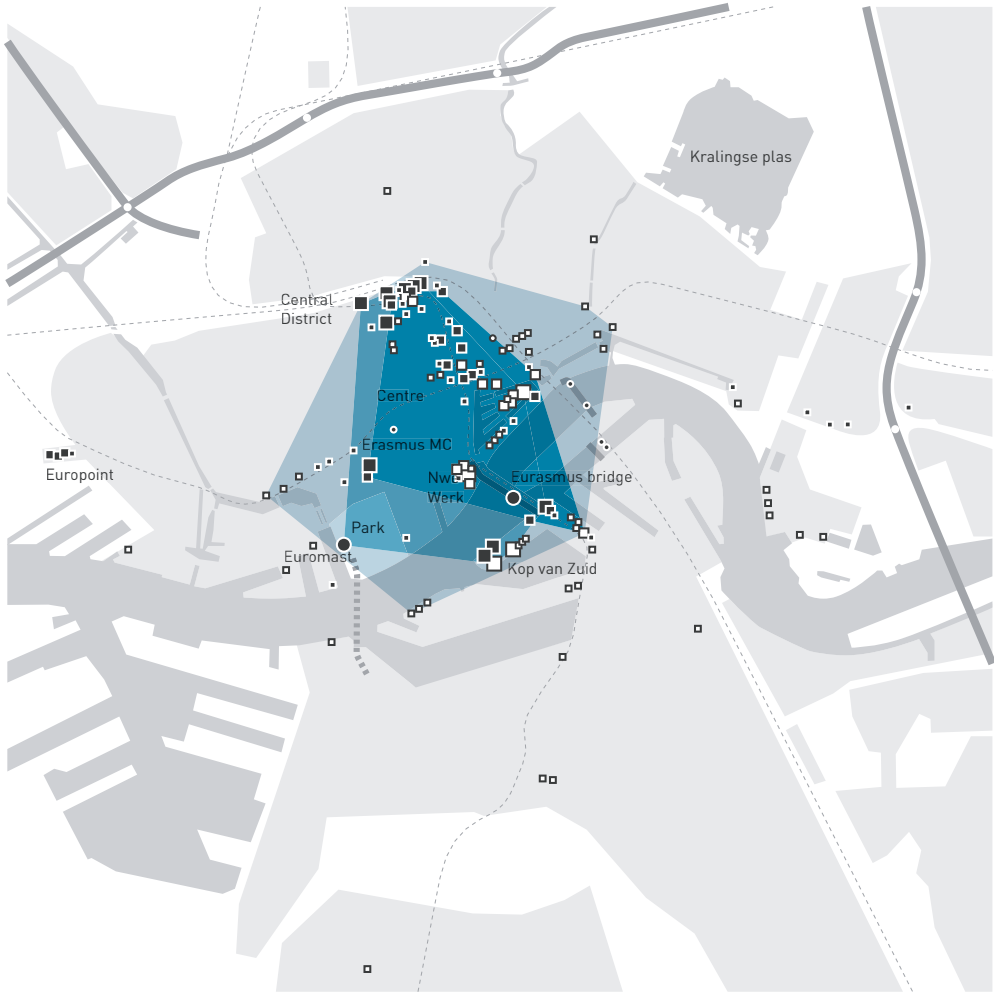 Kralingse plas
Central
District
Centre
Erasmus MC
Europoint
Nwe
Werk
Eurasmus bridge
Park
Euromast
Kop van Zuid